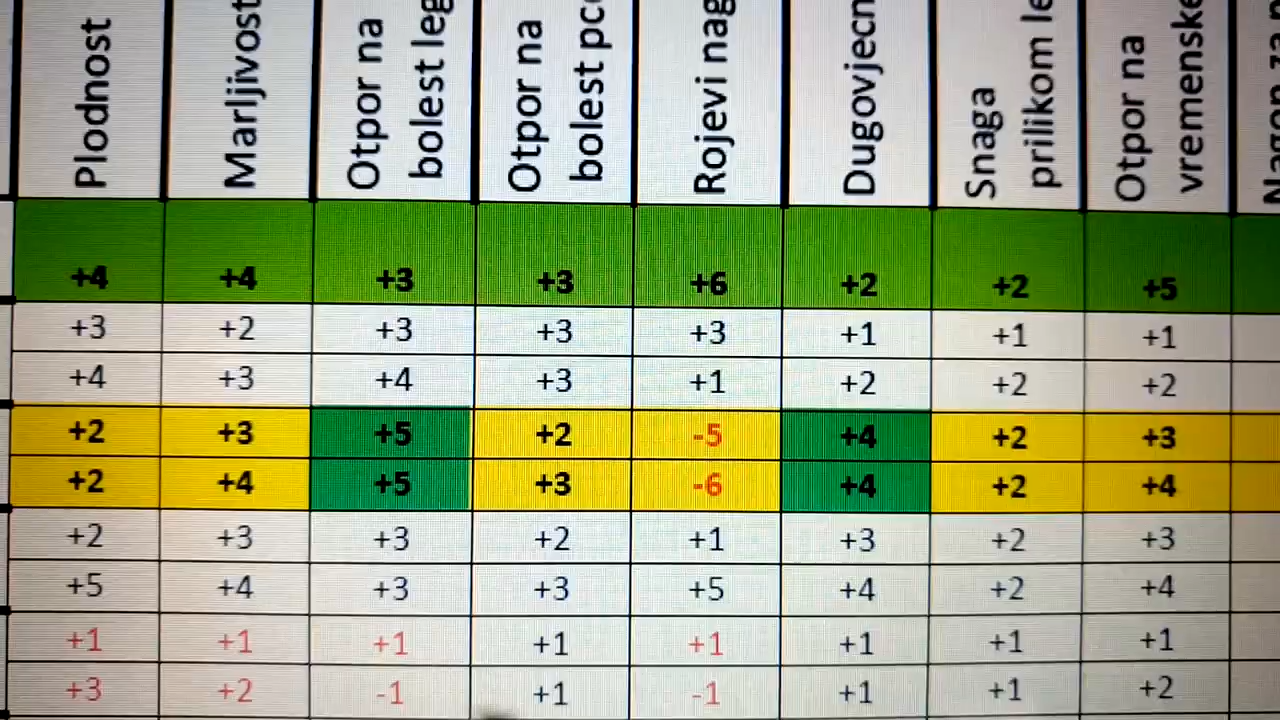 Plodnost
Marljivost
Otpor na
bolest leg
Otpor na
bolest
Rojevi nag
Dugovječn
Snaga
prilikom le
Otpor na
vremenske
+4 +4 +3 +3 +6 +2 +2 +5
+3 +2 +3 +3 +3 +1 +1 +1
+4 +3 +4 +3 +1 +2 +2 +2
+2 +3 +5 +2 -5 +4 +2 +3
+2 +4 +5 +3 -6 +4 +2 +4
+2 +3 +3 +2 +1 +3 +2 +3
+5 +4 +3 +3 +5 +4 +2 +4
+1 +1 +1 +1 +1 +1 +1 +1
+3 +2 -1 +1 -1 +1 +1 +2